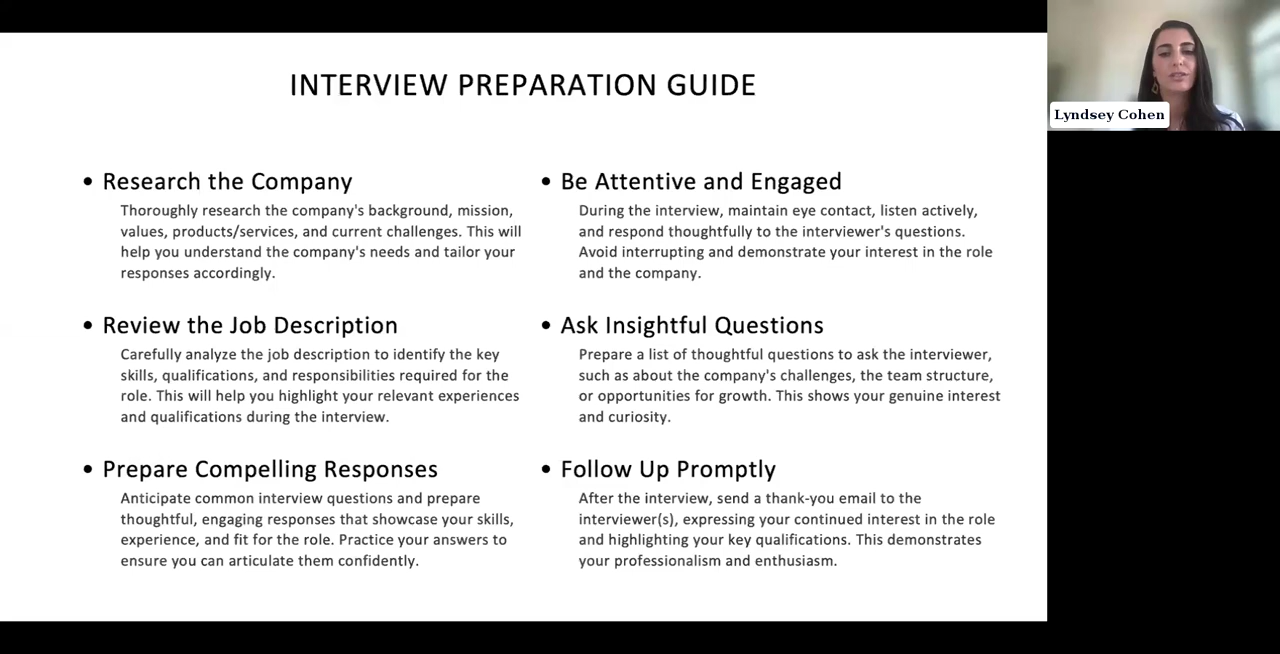 INTERVIEW PREPARATION GUIDE
• Research the Company
Thoroughly research the company's background, mission,
values, products/services, and current challenges. This will
help you understand the company's needs and tailor your
responses accordingly.
• Review the Job Description
Carefully analyze the job description to identify the key
skills, qualifications, and responsibilities required for the
role. This will help you highlight your relevant experiences
and qualifications during the interview.
• Prepare Compelling Responses
Anticipate common interview questions and prepare
thoughtful, engaging responses that showcase your skills,
experience, and fit for the role. Practice your answers to
ensure you can articulate them confidently.
• Be Attentive and Engaged
During the interview, maintain eye contact, listen actively,
and respond thoughtfully to the interviewer's questions.
Avoid interrupting and demonstrate your interest in the role
and the company.
• Ask Insightful Questions
Prepare a list of thoughtful questions to ask the interviewer,
such as about the company's challenges, the team structure,
or opportunities for growth. This shows your genuine interest
and curiosity.
• Follow Up Promptly
After the interview, send a thank-you email to the
interviewer(s), expressing your continued interest in the role
and highlighting your key qualifications. This demonstrates
your professionalism and enthusiasm.
Lyndsey Cohen